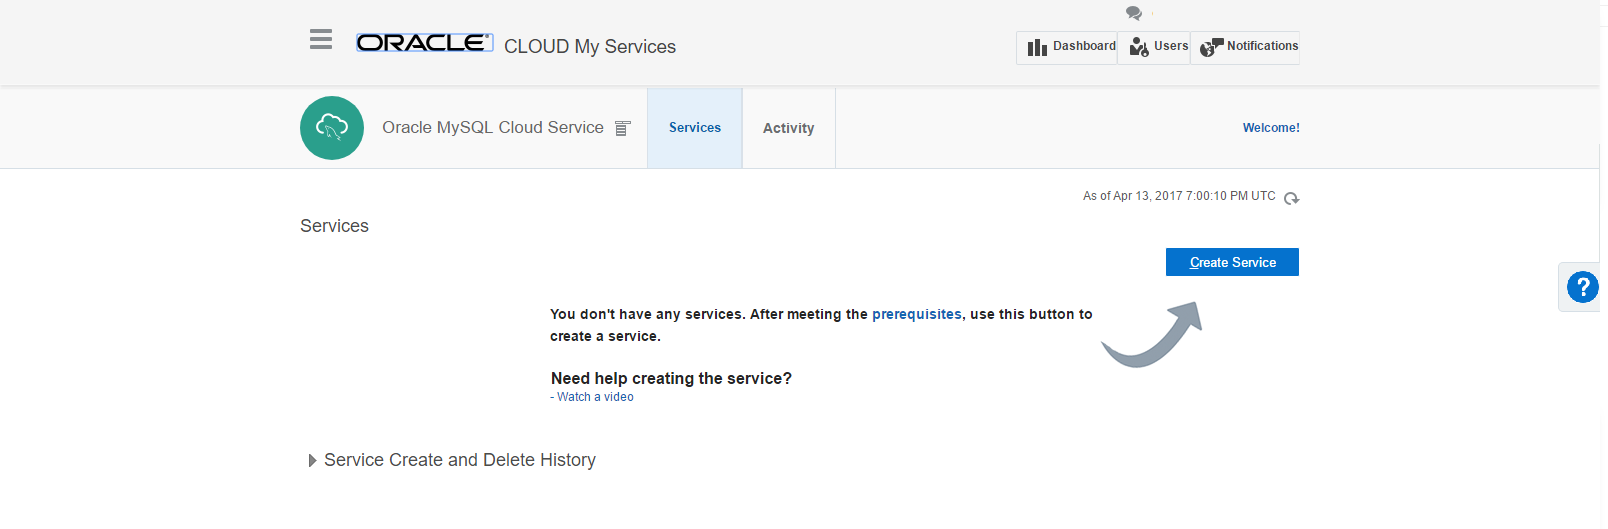 ORACLE CLOUD My Services
Dashboard Users Notifications
Oracle MySQL Cloud Service
Services Activity
Welcome!
As of Apr 13, 2017 7:00:10 PM UTC
Services
Create Service
You don't have any services. After meeting the prerequisites, use this button to
create a service.
Need help creating the service?
- Watch a video
Service Create and Delete History
?